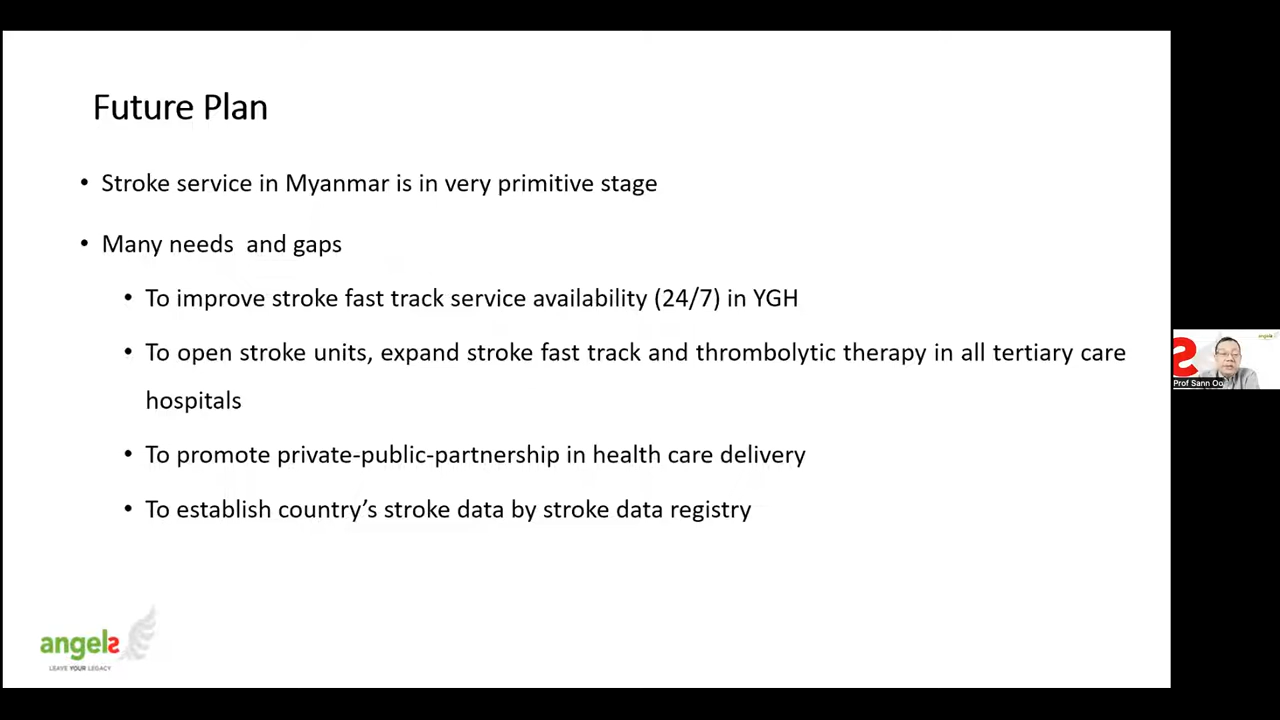 Future Plan
• Stroke service in Myanmar is in very primitive stage
• Many needs  and gaps
• To improve stroke fast track service availability (24/7) in YGH
• To open stroke units, expand stroke fast track and thrombolytic therapy in all tertiary care
hospitals
• To promote private-public-partnership in health care delivery
• To establish country’s stroke data by stroke data registry
angels
LEAVE YOUR LEGACY
angels
S
Prof Sann Oo